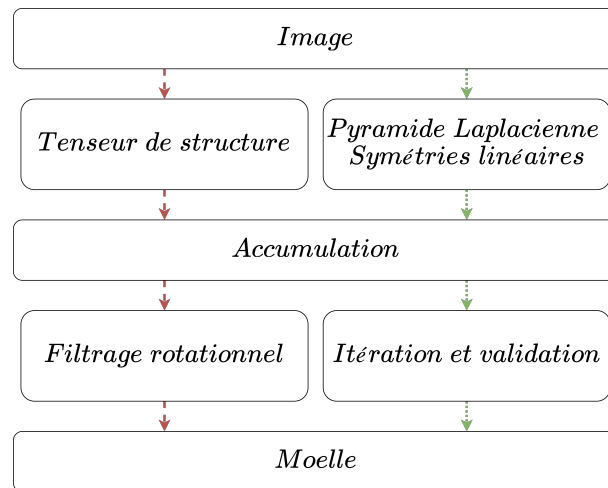 Image
Tenseur de structure
Pyramide Laplacienne
Symétries linéaires
Accumulation
Filtrage rotationnel
Itération et validation
Moelle